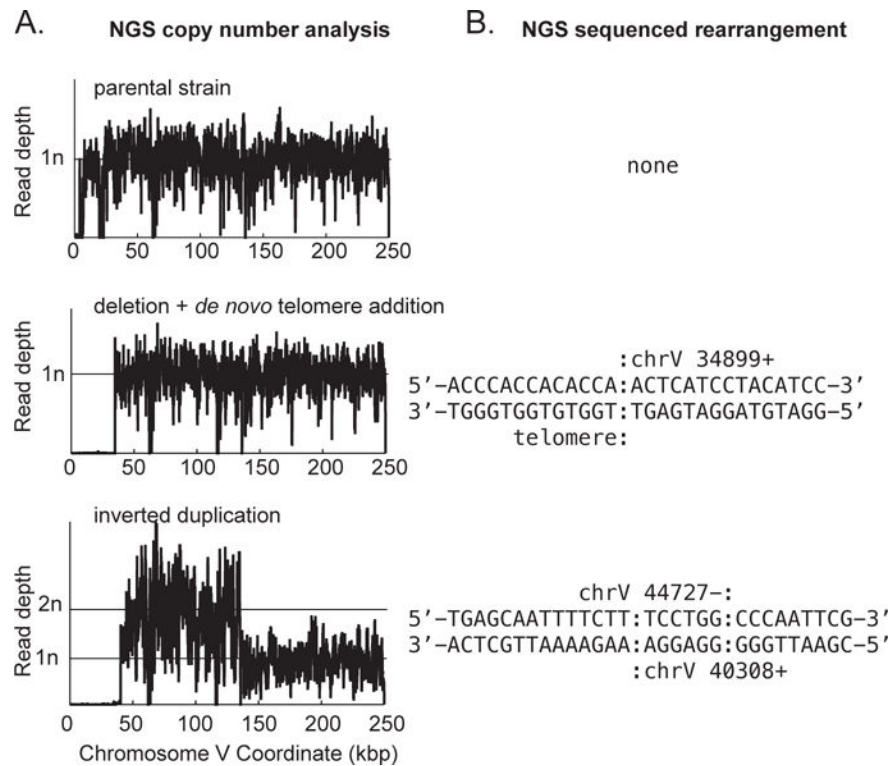 A. NGS copy number analysis
B. NGS sequenced rearrangement
parental strain
Read depth
1n
0 50 100 150 200 250
none
deletion + de novo telomere addition
Read depth
1n
0 50 100 150 200 250
:chrV 34899+
5’–ACCCACCACACCA:ACTCATCCTACATCC–3’
3’–TGGGTGGTGTGGT:TGAGTAGGATGTAGG–5’
telomere:
inverted duplication
Read depth
2n
1n
0 50 100 150 200 250
Chromosome V Coordinate (kbp)
chrV 44727–:
5’–TGAGCAATTTTCTT:TCCTGG:CCCAATTCG–3’
3’–ACTCGTTAAAAGAA:AGGAGG:GGGTTAAGC–5’
:chrV 40308+